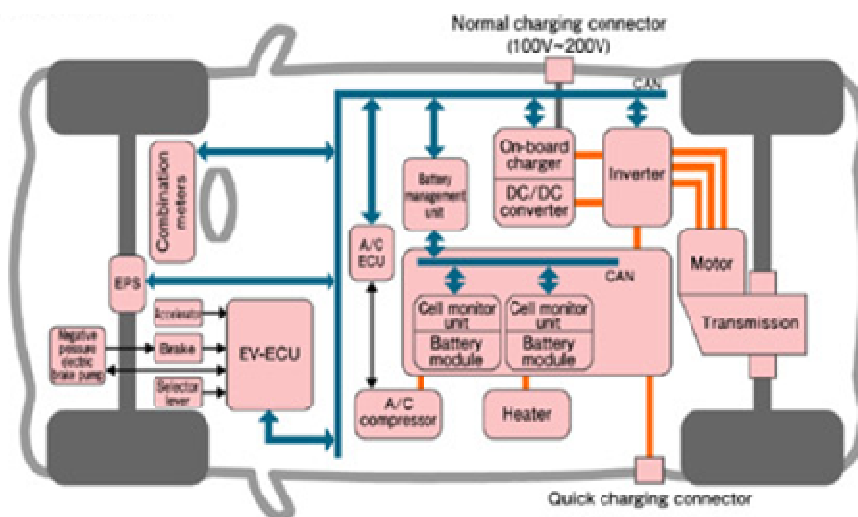 Normal charging connector
(100V~200V)
CAN
Combination
meters
On-board
charger
DC/DC
converter
Inverter
Battery
management
unit
A/C
ECU
EPS
CAN
Motor
Transmission
Cell monitor
unit
Battery
module
Cell monitor
unit
Battery
module
Accelerator
Negative
pressure
electric
brake pump
Brake
EV-ECU
Selector
lever
A/C
compressor
Heater
Quick charging connector